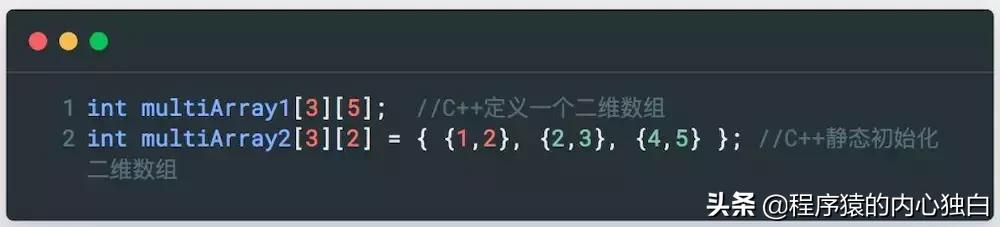 1 int multiArray1[3][5];  //C++定义一个二维数组
2 int multiArray2[3][2] = { {1,2}, {2,3}, {4,5} }; //C++静态初始化
二维数组
头条 @程序猿的内心独白